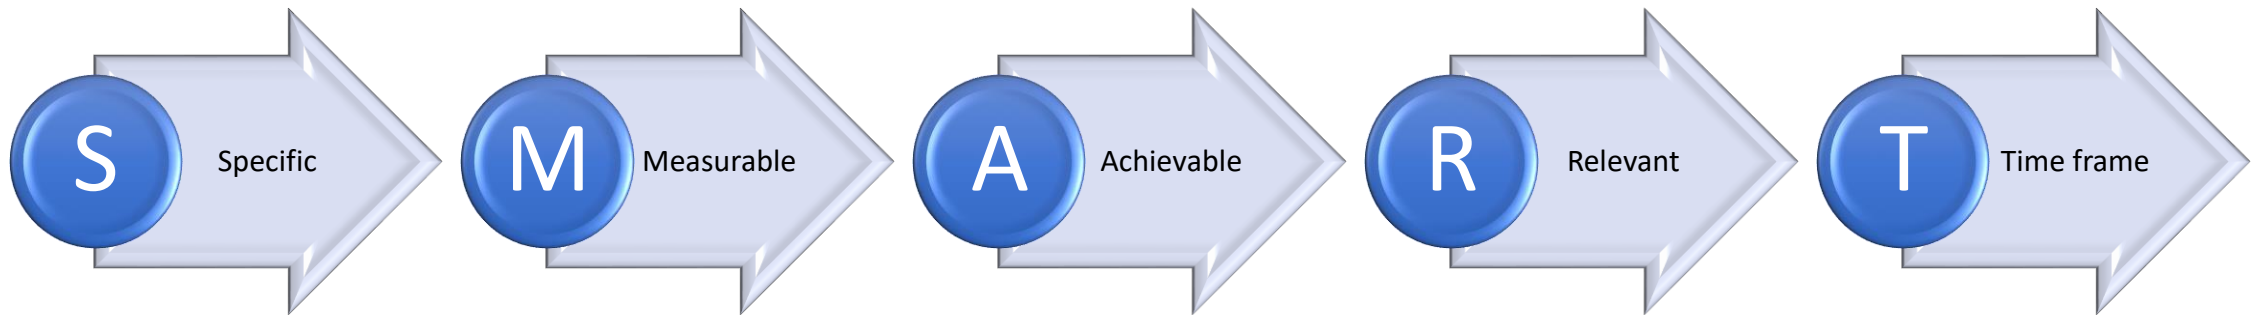 S Specific
M Measurable
A Achievable
R Relevant
T Time frame